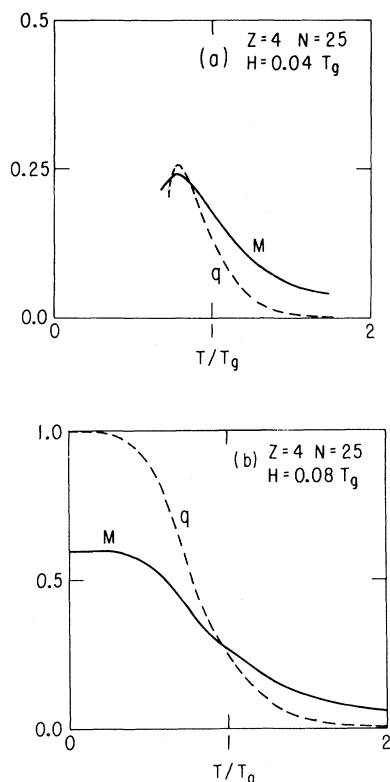 0.5
(a) Z=4 N=25
H=0.04 Tg
0.25
M
q
0.0
0 1 2
T/Tg
1.0
(b) Z=4 N=25
H=0.08 Tg
q
M
0.5
0.0
0 1 2
T/Tg